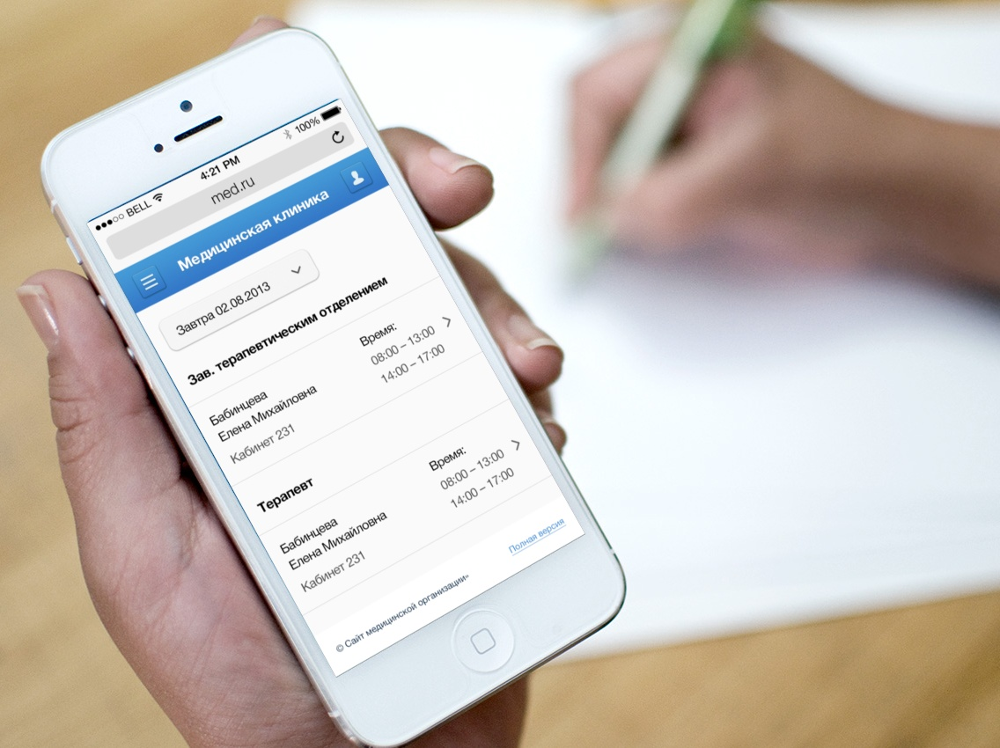 BELL 4:21 PM 100%
med.ru
Медицинская клиника
Завтра 02.08.2013
Зав. терапевтическим отделением
Бабинцева
Елена Михайловна
Кабинет 231
Время:
08:00 – 13:00
14:00 – 17:00
Терапевт
Бабинцева
Елена Михайловна
Кабинет 231
Время:
08:00 – 13:00
14:00 – 17:00
Полная версия
© Сайт медицинской организации»